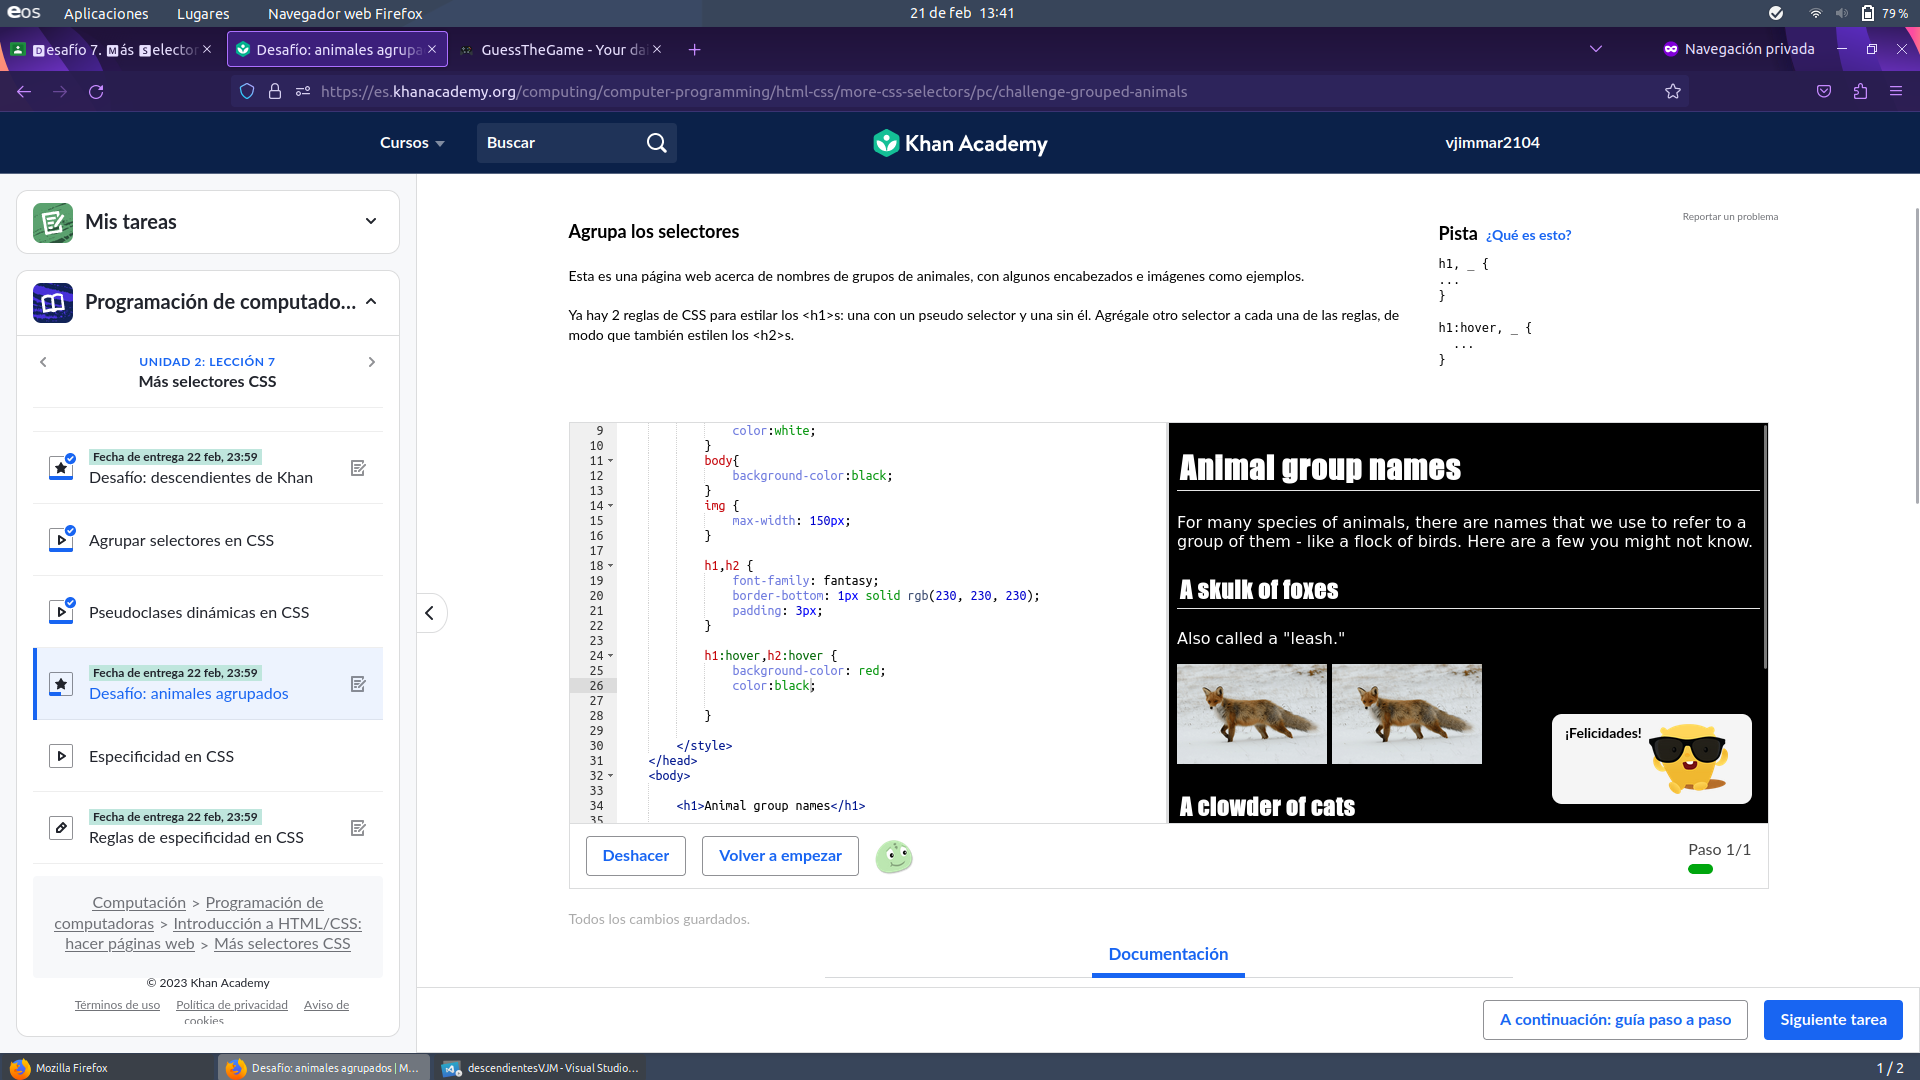 eos Aplicaciones Lugares Navegador web Firefox 21 de feb 13:41 79 %
Desafío 7. Más Selector Desafío: animales agrupa GuessTheGame - Your dai Navegación privada
https://es.khanacademy.org/computing/computer-programming/html-css/more-css-selectors/pc/challenge-grouped-animals
Cursos Buscar Khan Academy vjimmar2104
Mis tareas
Programación de computado...
UNIDAD 2: LECCIÓN 7
Más selectores CSS
Fecha de entrega 22 feb, 23:59
Desafío: descendientes de Khan
Agrupar selectores en CSS
Pseudoclases dinámicas en CSS
Fecha de entrega 22 feb, 23:59
Desafío: animales agrupados
Especificidad en CSS
Fecha de entrega 22 feb, 23:59
Reglas de especificidad en CSS
Computación > Programación de
computadoras > Introducción a HTML/CSS:
hacer páginas web > Más selectores CSS
© 2023 Khan Academy
Términos de uso Política de privacidad Aviso de
cookies
Reportar un problema
Agrupa los selectores
Esta es una página web acerca de nombres de grupos de animales, con algunos encabezados e imágenes como ejemplos.
Ya hay 2 reglas de CSS para estilar los <h1>s: una con un pseudo selector y una sin él. Agrégale otro selector a cada una de las reglas, de
modo que también estilen los <h2>s.
Pista ¿Qué es esto?
h1, _ {
...
}
h1:hover, _ {
...
}
9 color:white;
10 }
11 body{
12 background-color:black;
13 }
14 img {
15 max-width: 150px;
16 }
17
18 h1,h2 {
19 font-family: fantasy;
20 border-bottom: 1px solid rgb(230, 230, 230);
21 padding: 3px;
22 }
23
24 h1:hover,h2:hover {
25 background-color: red;
26 color:black;
27
28 }
29
30 </style>
31 </head>
32 <body>
33
34 <h1>Animal group names</h1>
35
Animal group names
For many species of animals, there are names that we use to refer to a
group of them - like a flock of birds. Here are a few you might not know.
A skulk of foxes
Also called a "leash."
¡Felicidades!
A clowder of cats
Deshacer Volver a empezar Paso 1/1
Todos los cambios guardados.
Documentación
A continuación: guía paso a paso Siguiente tarea
Mozilla Firefox Desafío: animales agrupados | M... descendientesVJM - Visual Studio... 1 / 2